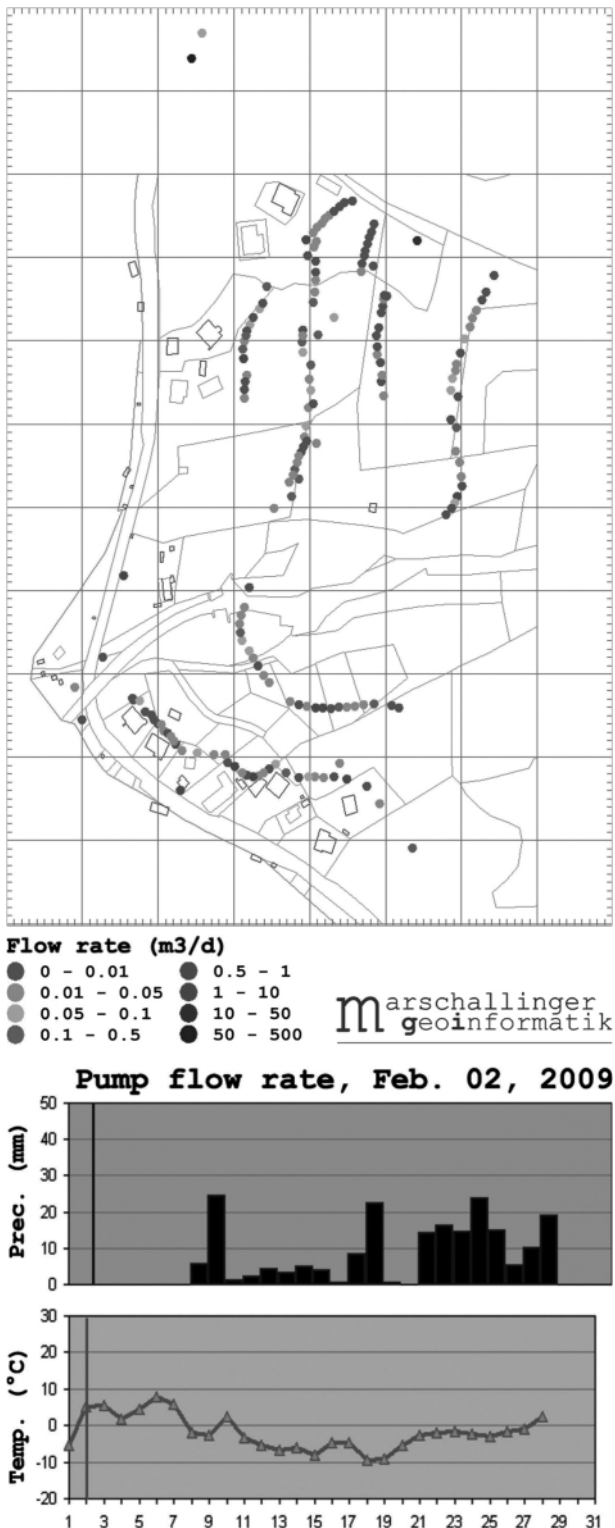 Flow rate (m3/d)
0 - 0.01
0.01 - 0.05
0.05 - 0.1
0.1 - 0.5
0.5 - 1
1 - 10
10 - 50
50 - 500
marschallinger
geoinformatik
Pump flow rate, Feb. 02, 2009
Prec. (mm)
50
40
30
20
10
0
Temp. (°C)
30
20
10
0
-10
-20
1 3 5 7 9 11 13 15 17 19 21 23 25 27 29 31